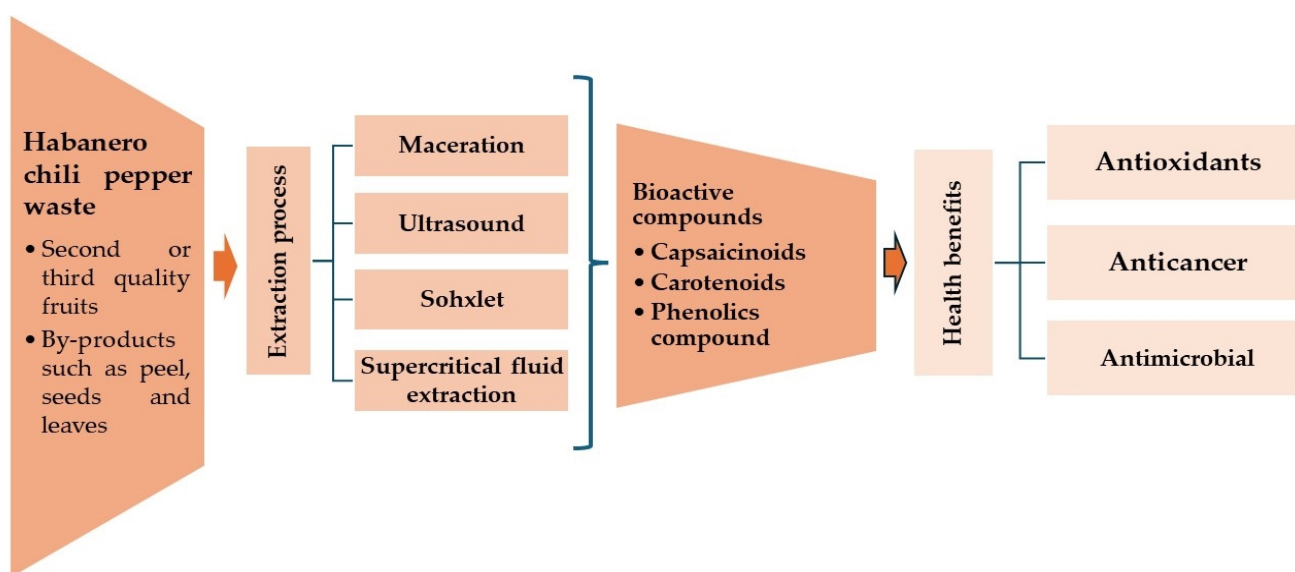 Habanero
chili pepper
waste
• Second or
third quality
fruits
• By-products
such as peel,
seeds and
leaves
Extraction process
Maceration
Ultrasound
Sohxlet
Supercritical fluid
extraction
Bioactive
compounds
• Capsaicinoids
• Carotenoids
• Phenolics
compound
Health benefits
Antioxidants
Anticancer
Antimicrobial